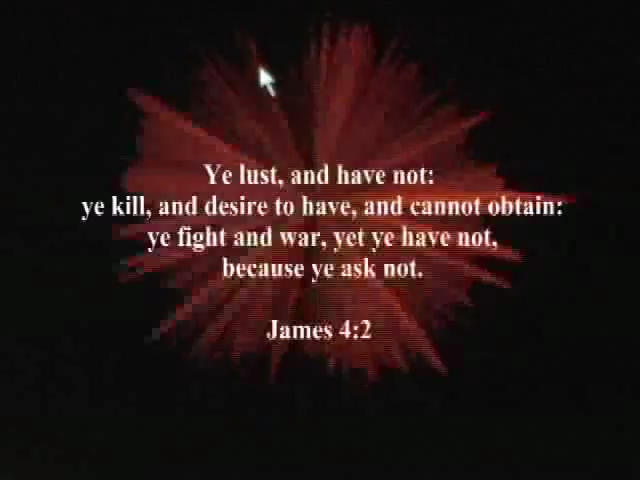 Ye lust, and have not:
ye kill, and desire to have, and cannot obtain:
ye fight and war, yet ye have not,
because ye ask not.
James 4:2